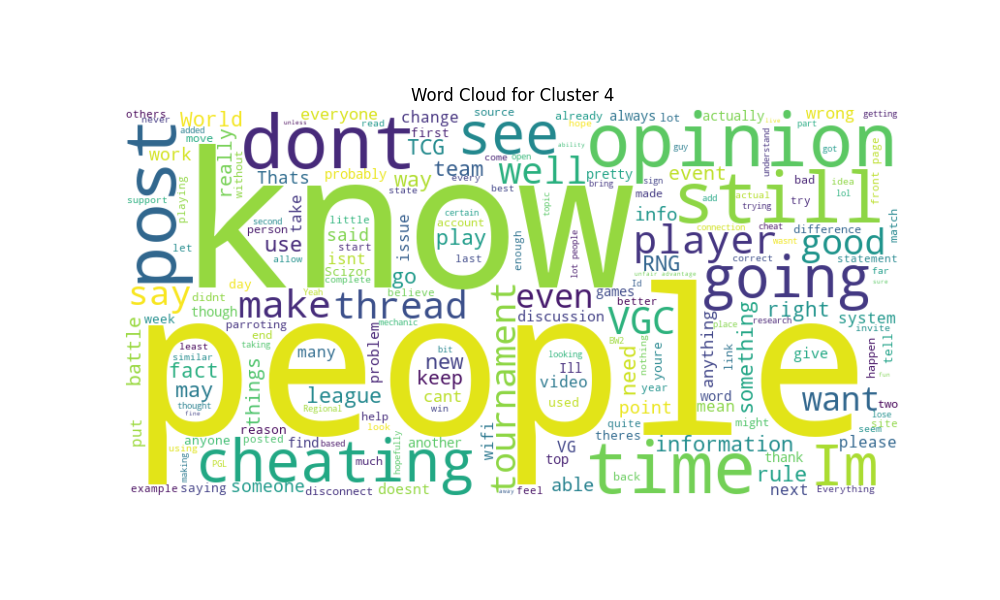 Word Cloud for Cluster 4
others
never
added
move
World
everyone
unless
read
change
first
TCG
source
already
always
lot
actually
wrong
getting
post
work
support
playing
let
really
without
dont
Thats
probably
way
team
every
come
open
see
well
ability
hope
pretty
bring
guy
opinion
event
sign
made
understand
live
part
got
bad
try
idea
lol
front page
know
second
person
allow
take
use
little
said
start
isnt
Scizor
complete
issue
go
believe
state
certain
account
play
last
best
enough
topic
lot people
info
add
actual
trying
connection
cheat
wasnt
still
player
RNG
unfair advantage
Id
correct
difference
good
statement
far
sure
match
say
day
didnt
though
week
make
Yeah
thread
mechanic
parroting
end
taking
tournament
even
games
better
discussion
VGC
BW2
nothing
place
research
going
right
system
invite
tell
happen
battle
people
least
similar
fact
may
thought
fine
things
many
problem
league
Regional
help
look
bit
new
keep
cant
win
looking
Ill
video
used
need
year
youre
point
anything
link
word
mean
something
might
give
want
two
lose
site
seem
fun
put
using
making
PGL
anyone
posted
reason
find
based
much
hopefully
another
wifi
VG
top
quite
theres
information
please
cheating
example
saying
someone
disconnect
doesnt
away
feel
able
back
time
thank
rule
next
Im
Everything